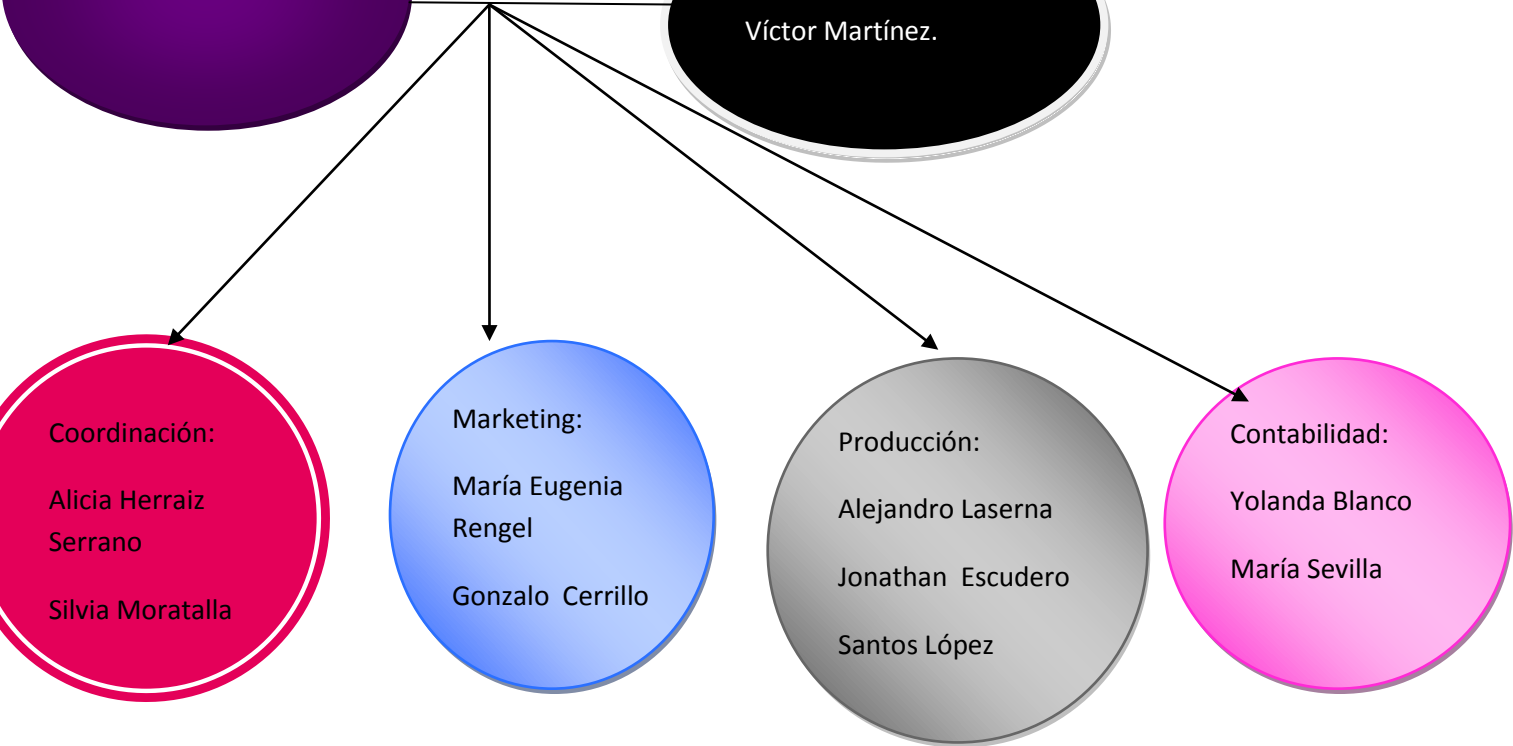 Víctor Martínez.
Coordinación:
Alicia Herraiz
Serrano
Silvia Moratalla
Marketing:
María Eugenia
Rengel
Gonzalo  Cerrillo
Producción:
Alejandro Laserna
Jonathan  Escudero
Santos López
Contabilidad:
Yolanda Blanco
María Sevilla